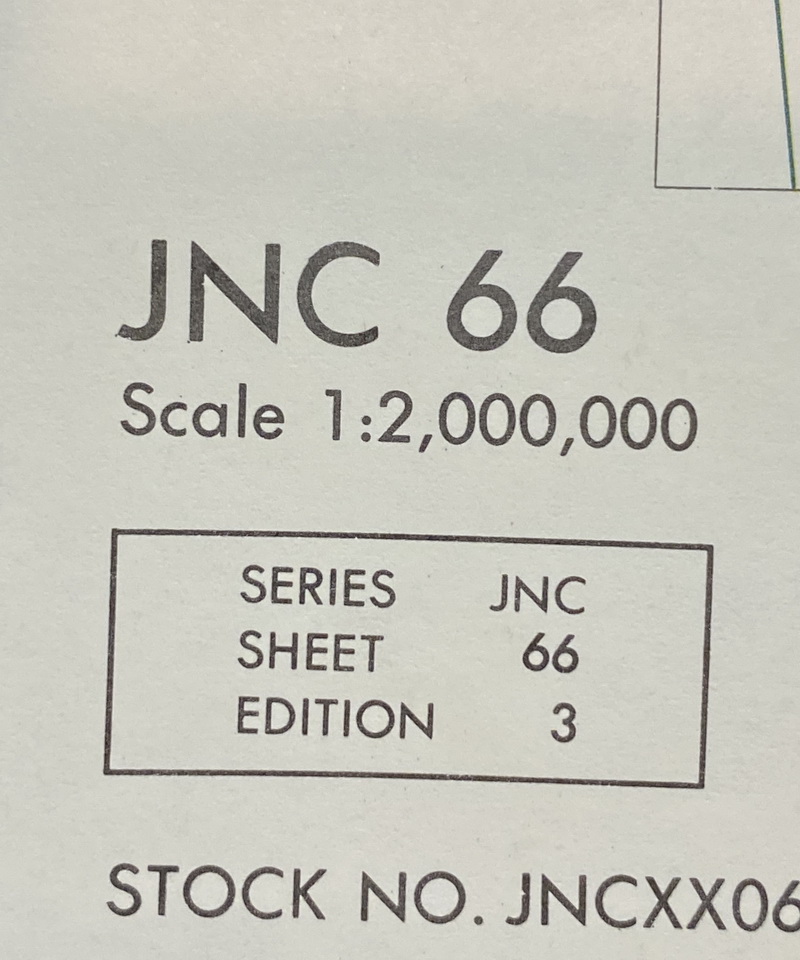 JNC 66
Scale 1:2,000,000
SERIES JNC
SHEET 66
EDITION 3
STOCK NO. JNCXX06